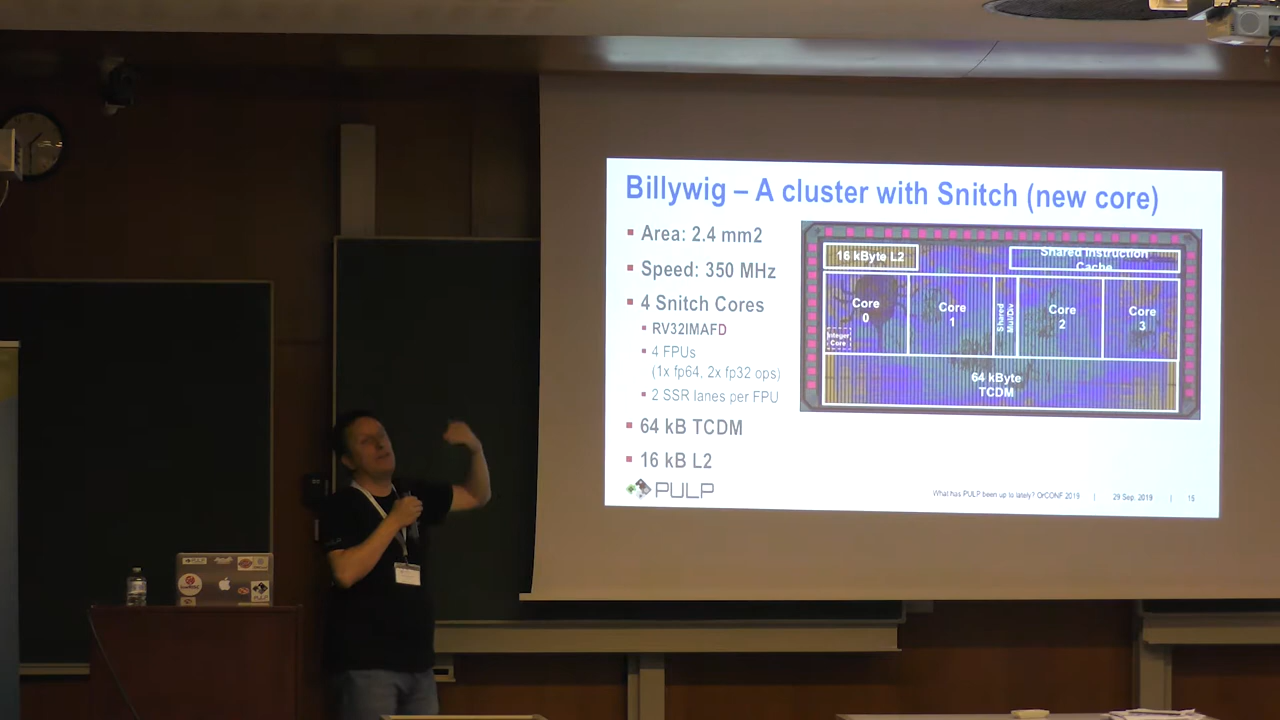 Billywig – A cluster with Snitch (new core)
Area: 2.4 mm2
Speed: 350 MHz
4 Snitch Cores
RV32IMAFD
4 FPUs
(1x fp64, 2x fp32 ops)
2 SSR lanes per FPU
64 kB TCDM
16 kB L2
16 kByte L2
Shared Instruction
Cache
Core
0
Integer
Core
Core
1
Shared
Mul/Div
Core
2
Core
3
64 kByte
TCDM
PULP
What has PULP been up to lately? OrCONF 2019 | 29 Sep. 2019 | 15
PULP